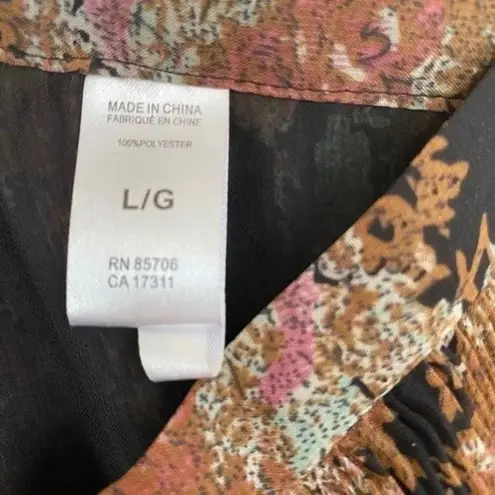 MADE IN CHINA
FABRIQUÉ EN CHINE
100%POLYESTER
L/G
RN 85706
CA 17311